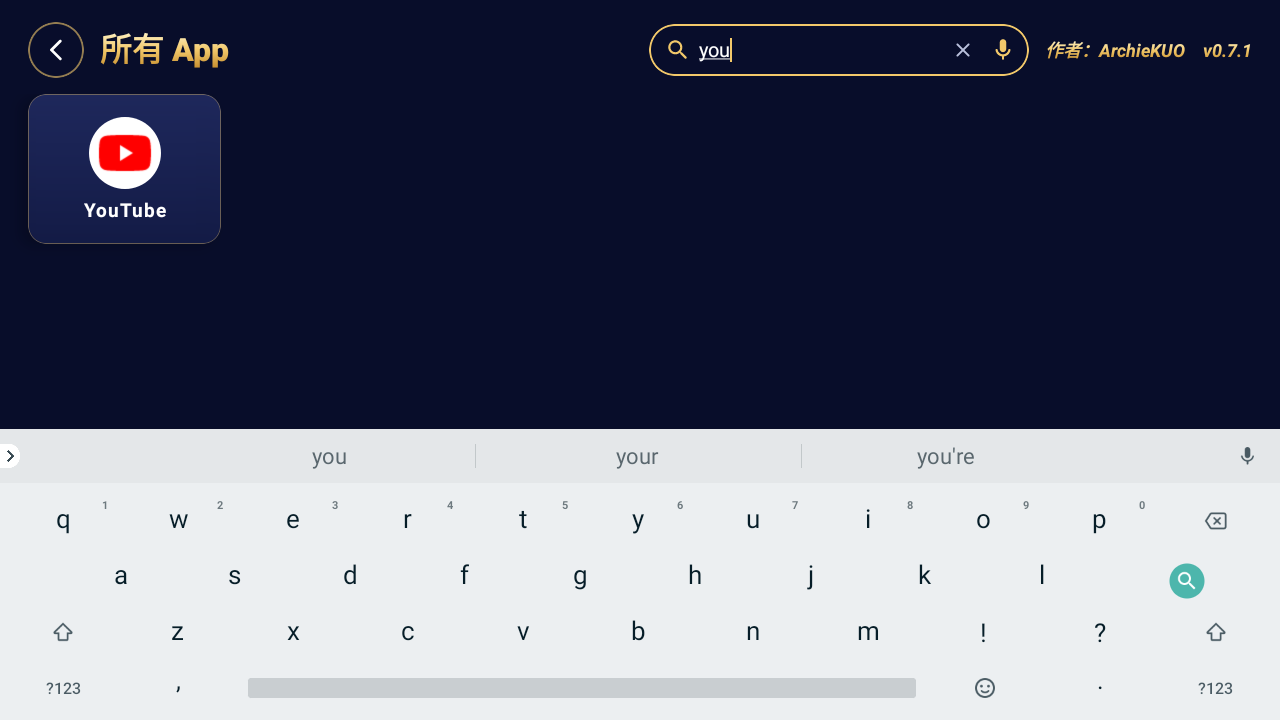 所有 App
you
作者：ArchieKUO v0.7.1
YouTube
you your you're
q 1 w 2 e 3 r 4 t 5 y 6 u 7 i 8 o 9 p 0
a s d f g h j k l
z x c v b n m ! ?
?123 , . ?123